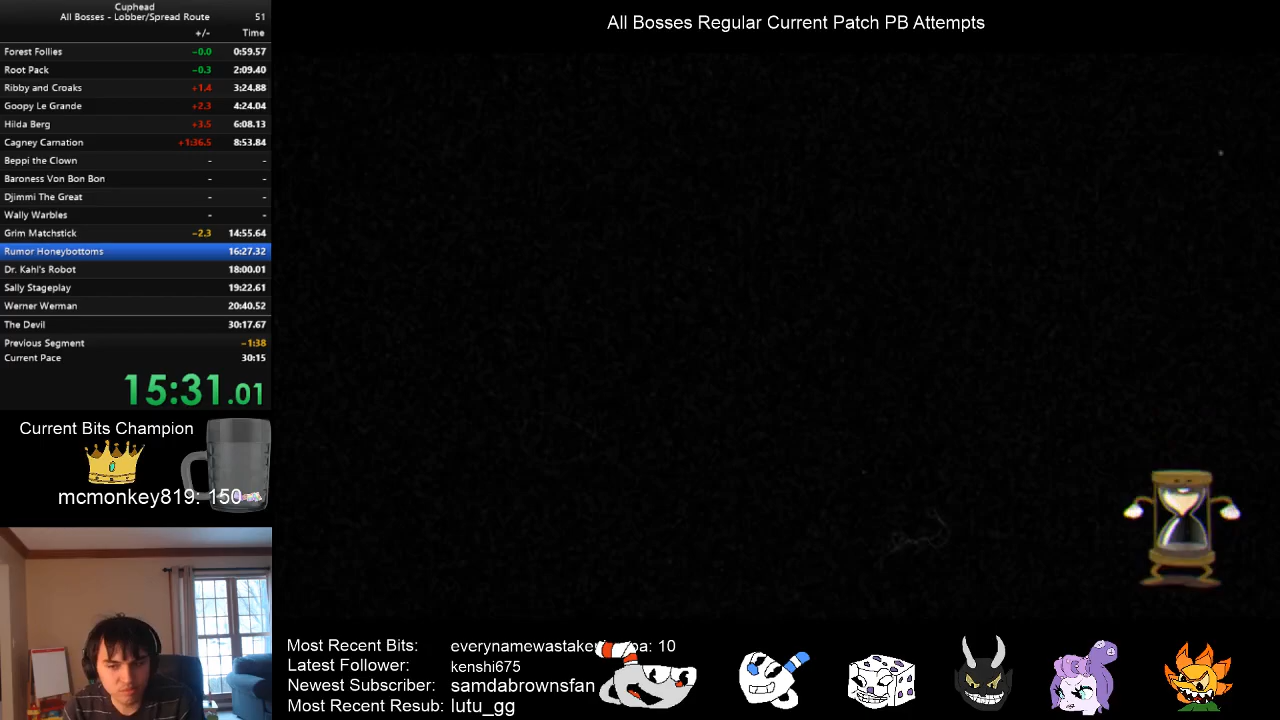 Cuphead
All Bosses - Lobber/Spread Route 51
+/- Time
Forest Follies −0.0 0:59.57
Root Pack −0.3 2:09.40
Ribby and Croaks +1.4 3:24.88
Goopy Le Grande +2.3 4:24.04
Hilda Berg +3.5 6:08.13
Cagney Carnation +1:36.5 8:53.84
Beppi the Clown - -
Baroness Von Bon Bon - -
Djimmi The Great - -
Wally Warbles - -
Grim Matchstick −2.3 14:55.64
Rumor Honeybottoms 16:27.32
Dr. Kahl's Robot 18:00.01
Sally Stageplay 19:22.61
Werner Werman 20:40.52
The Devil 30:17.67
Previous Segment −1:38
Current Pace 30:15
15:31.01
Current Bits Champion
mcmonkey819: 150
All Bosses Regular Current Patch PB Attempts
Most Recent Bits: 10
Latest Follower: kenshi675
Newest Subscriber: samdabrownsfan
Most Recent Resub: lutu_gg